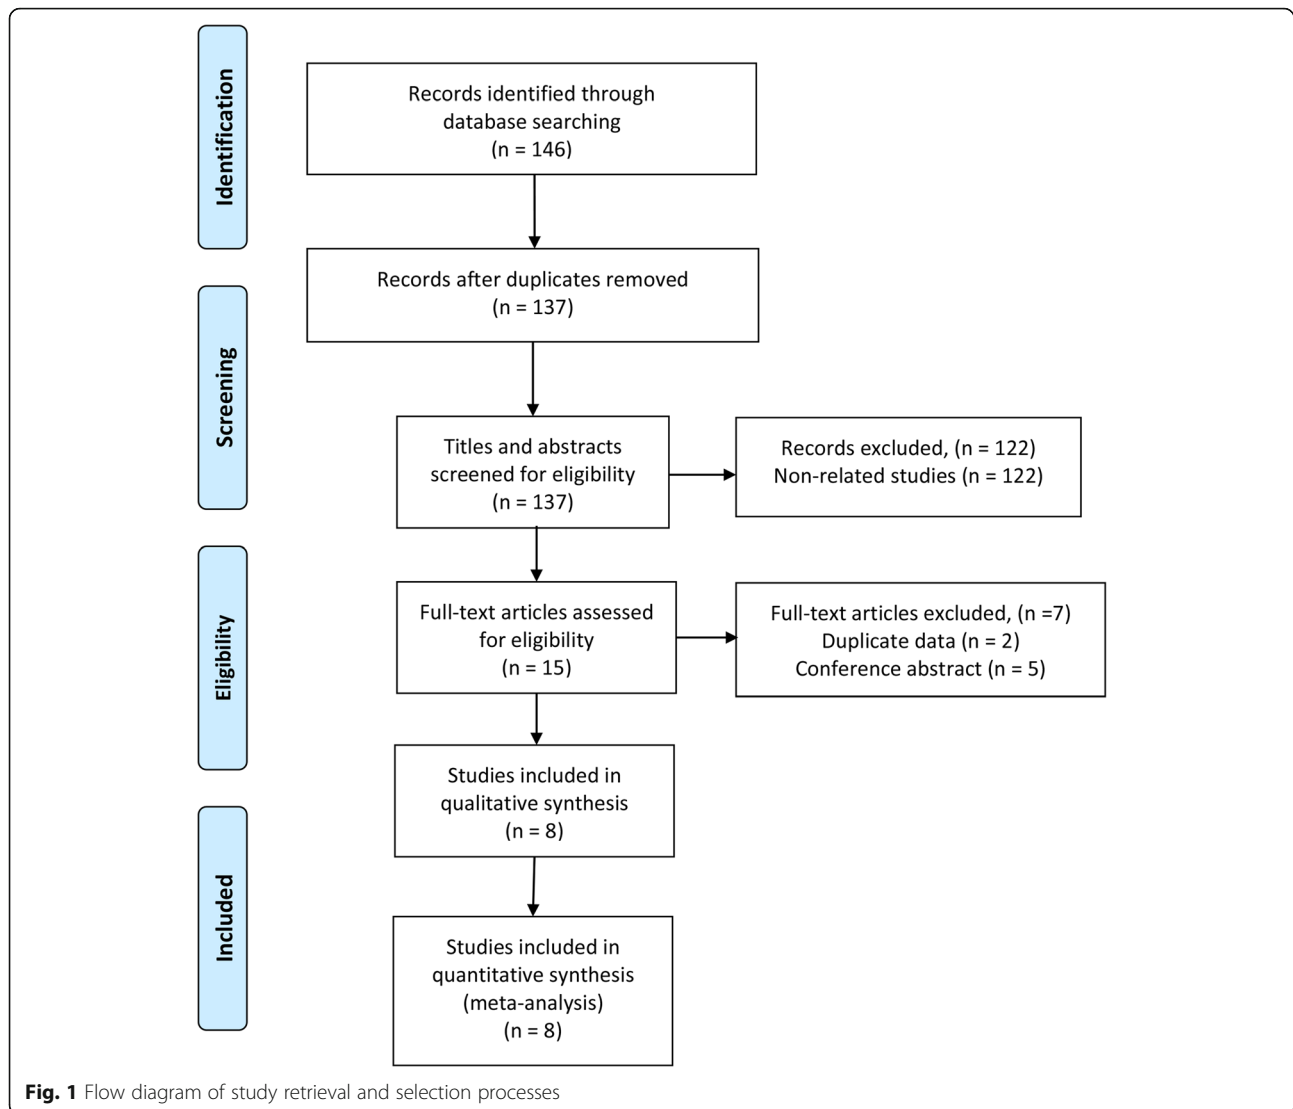 Identification
Records identified through
database searching
(n = 146)
Records after duplicates removed
(n = 137)
Screening
Titles and abstracts
screened for eligibility
(n = 137)
Records excluded, (n = 122)
Non-related studies (n = 122)
Eligibility
Full-text articles assessed
for eligibility
(n = 15)
Full-text articles excluded, (n =7)
Duplicate data (n = 2)
Conference abstract (n = 5)
Studies included in
qualitative synthesis
(n = 8)
Included
Studies included in
quantitative synthesis
(meta-analysis)
(n = 8)
Fig. 1 Flow diagram of study retrieval and selection processes